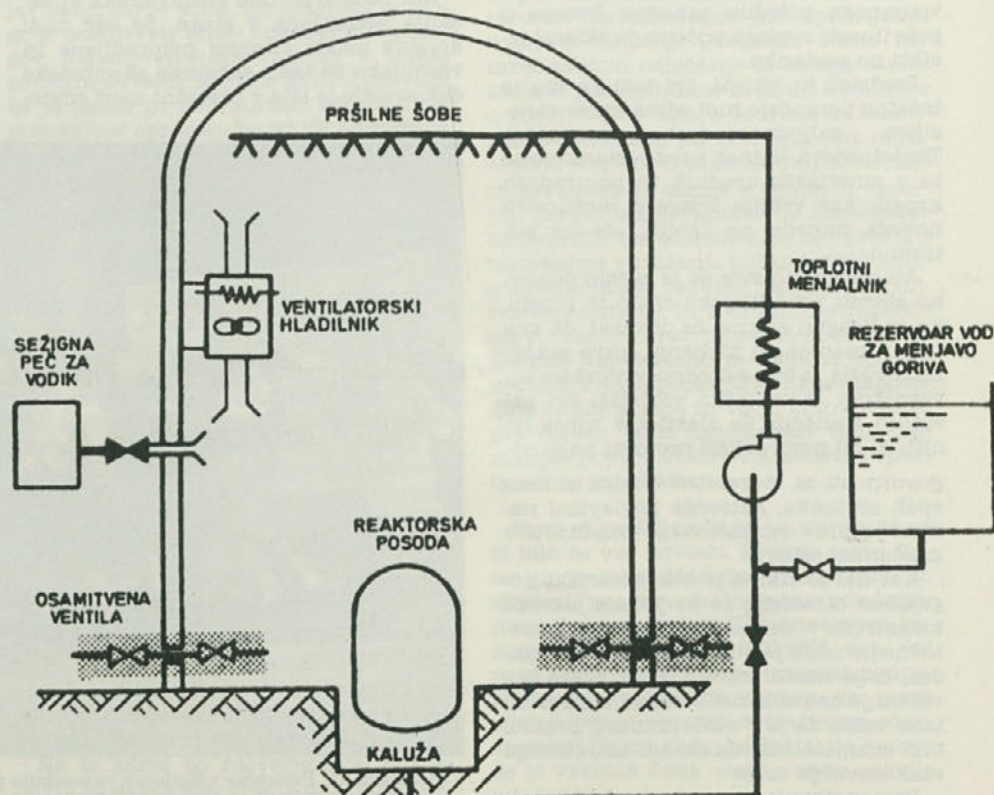 PRŠILNE ŠOBE
VENTILATORSKI
HLADILNIK
SEŽIGNA
PEČ ZA
VODIK
TOPLOTNI
MENJALNIK
REZERVOAR VOD
ZA MENJAVO
GORIVA
REAKTORSKA
POSODA
OSAMITVENA
VENTILA
KALUŽA